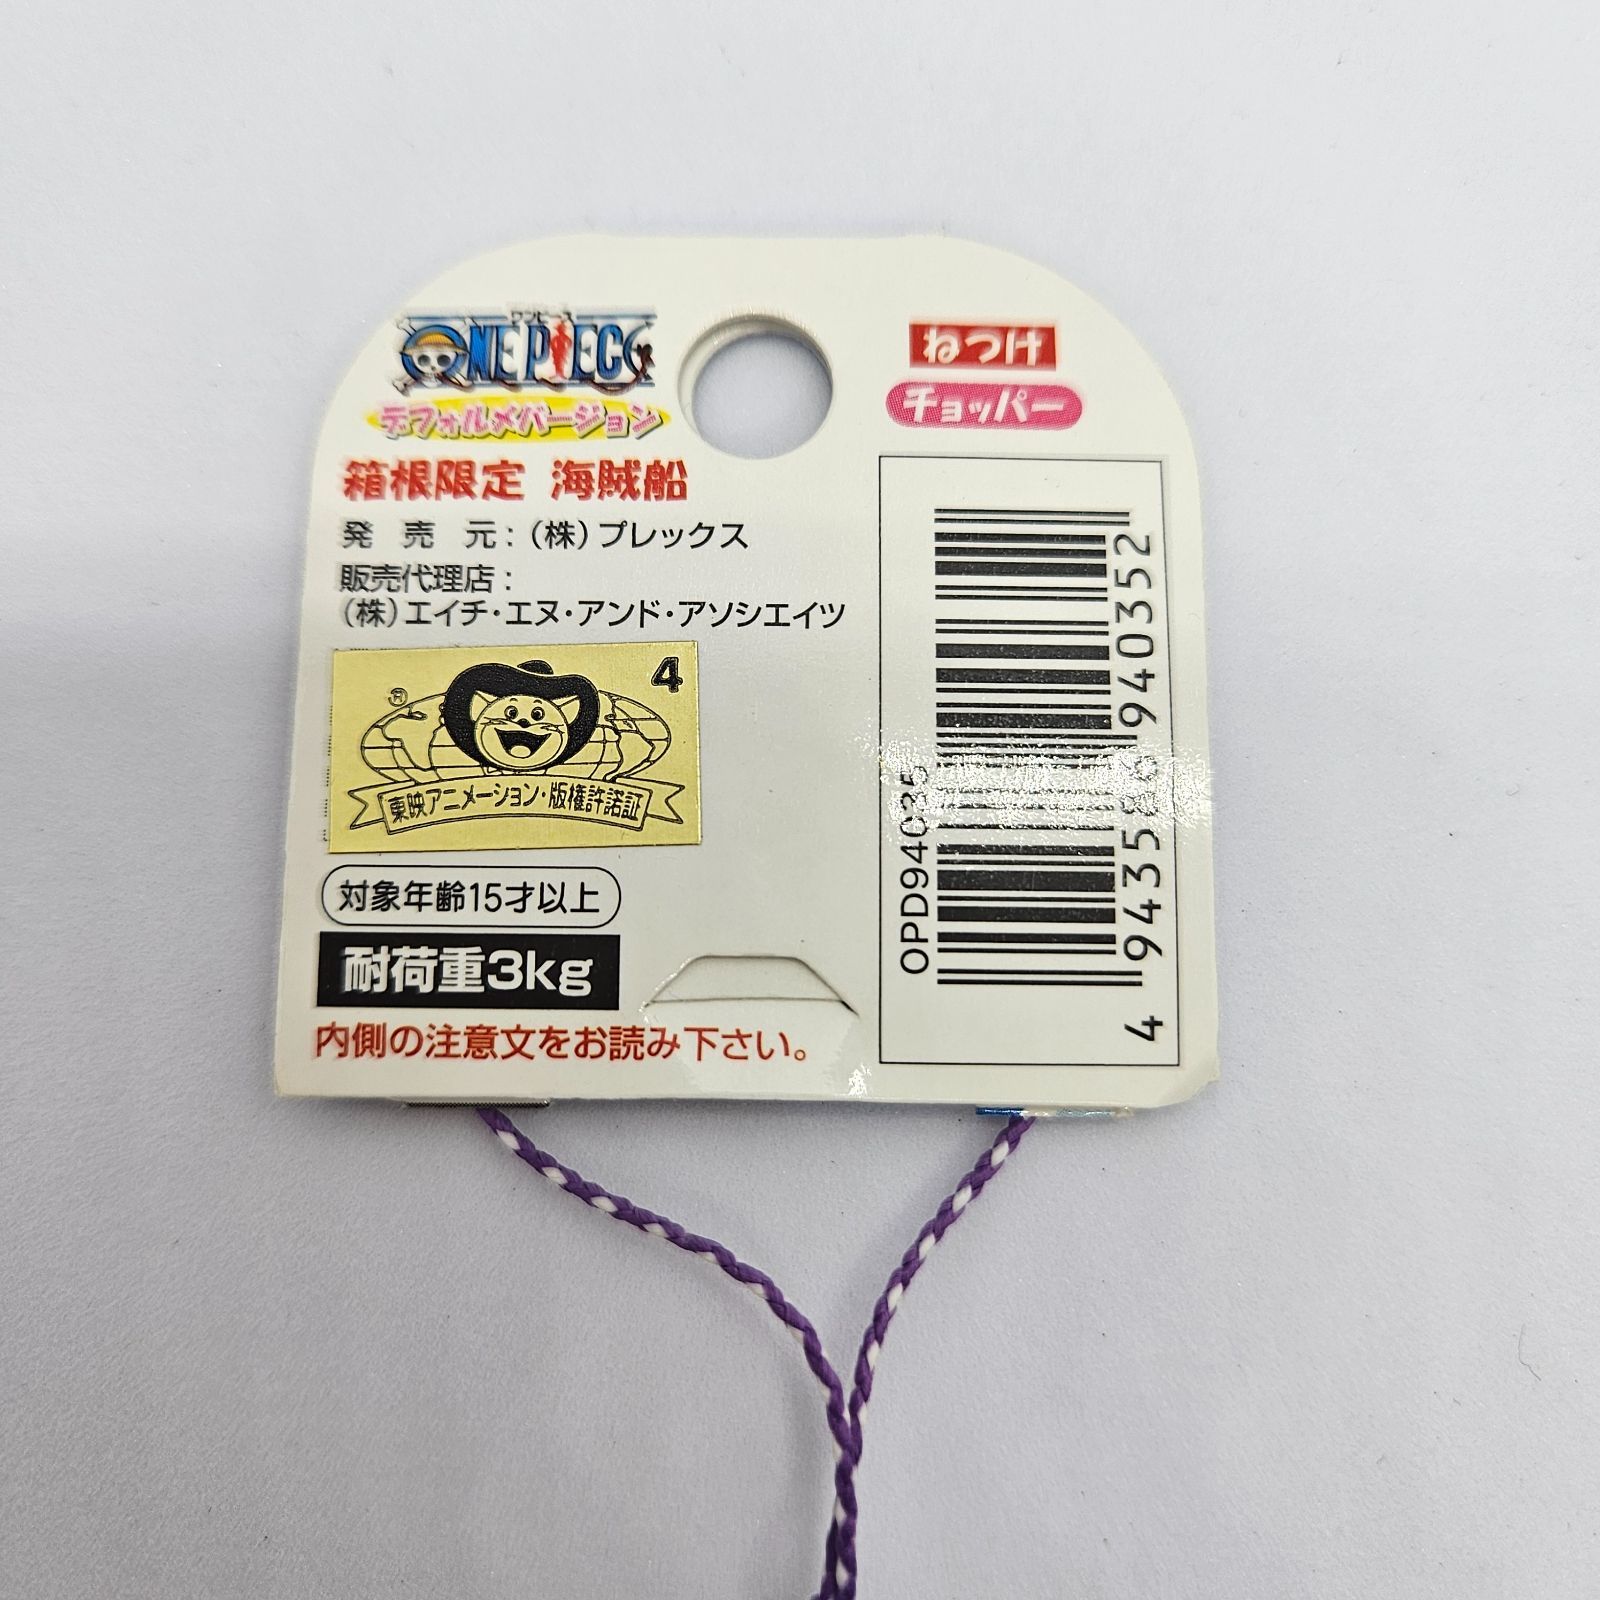 ワンピース
ONE PIECE
デフォルメバージョン
箱根限定 海賊船
発売元:(株)プレックス
販売代理店:
(株)エイチ・エヌ・アンド・アソシエイツ
4
®
東映アニメーション・版権許諾証
対象年齢15才以上
耐荷重3kg
内側の注意文をお読み下さい。
ねつけ
チョッパー
OPD94035